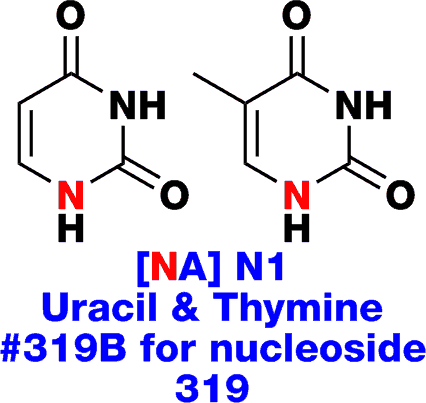 O O
NH NH
N O N O
H H
[NA] N1
Uracil & Thymine
#319B for nucleoside
319